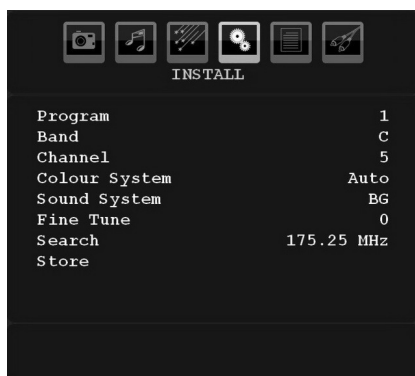 INSTALL
Program 1
Band C
Channel 5
Colour System Auto
Sound System BG
Fine Tune 0
Search 175.25 MHz
Store